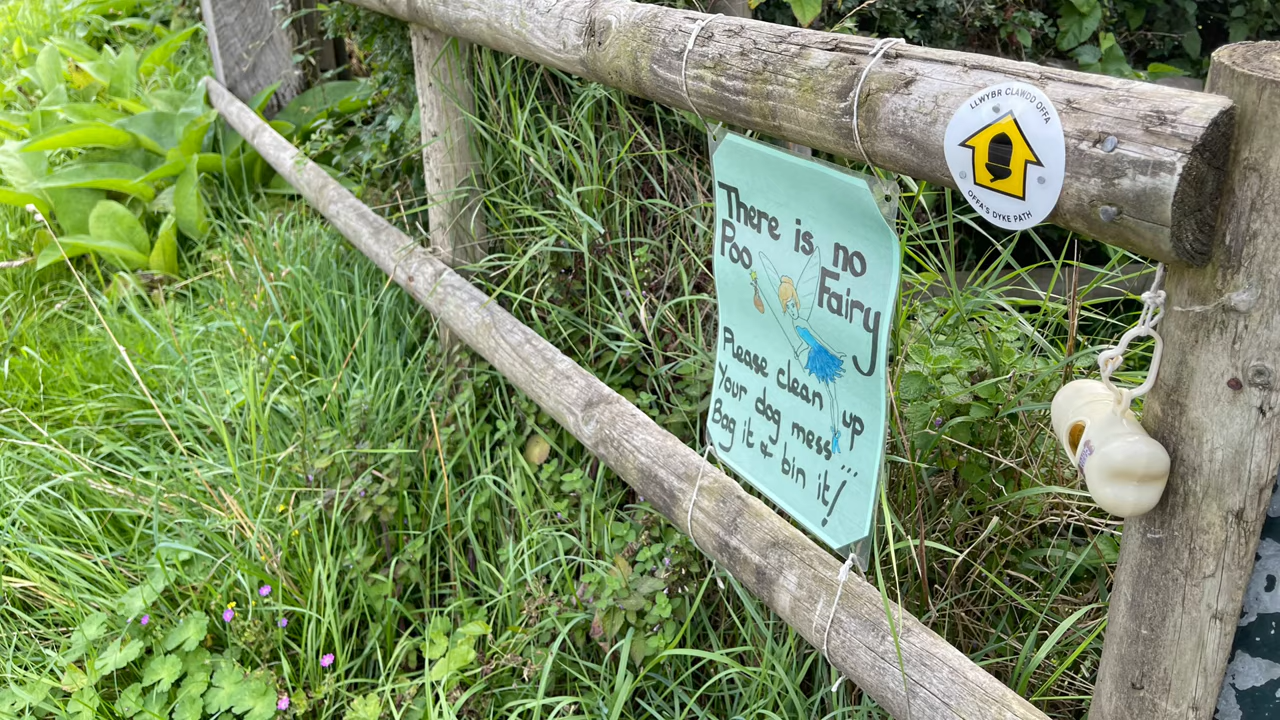 There is no
Poo Fairy
Please clean up
Your dog mess...
Bag it & bin it!
LLWYBR CLAWDD OFFA
OFFA'S DYKE PATH